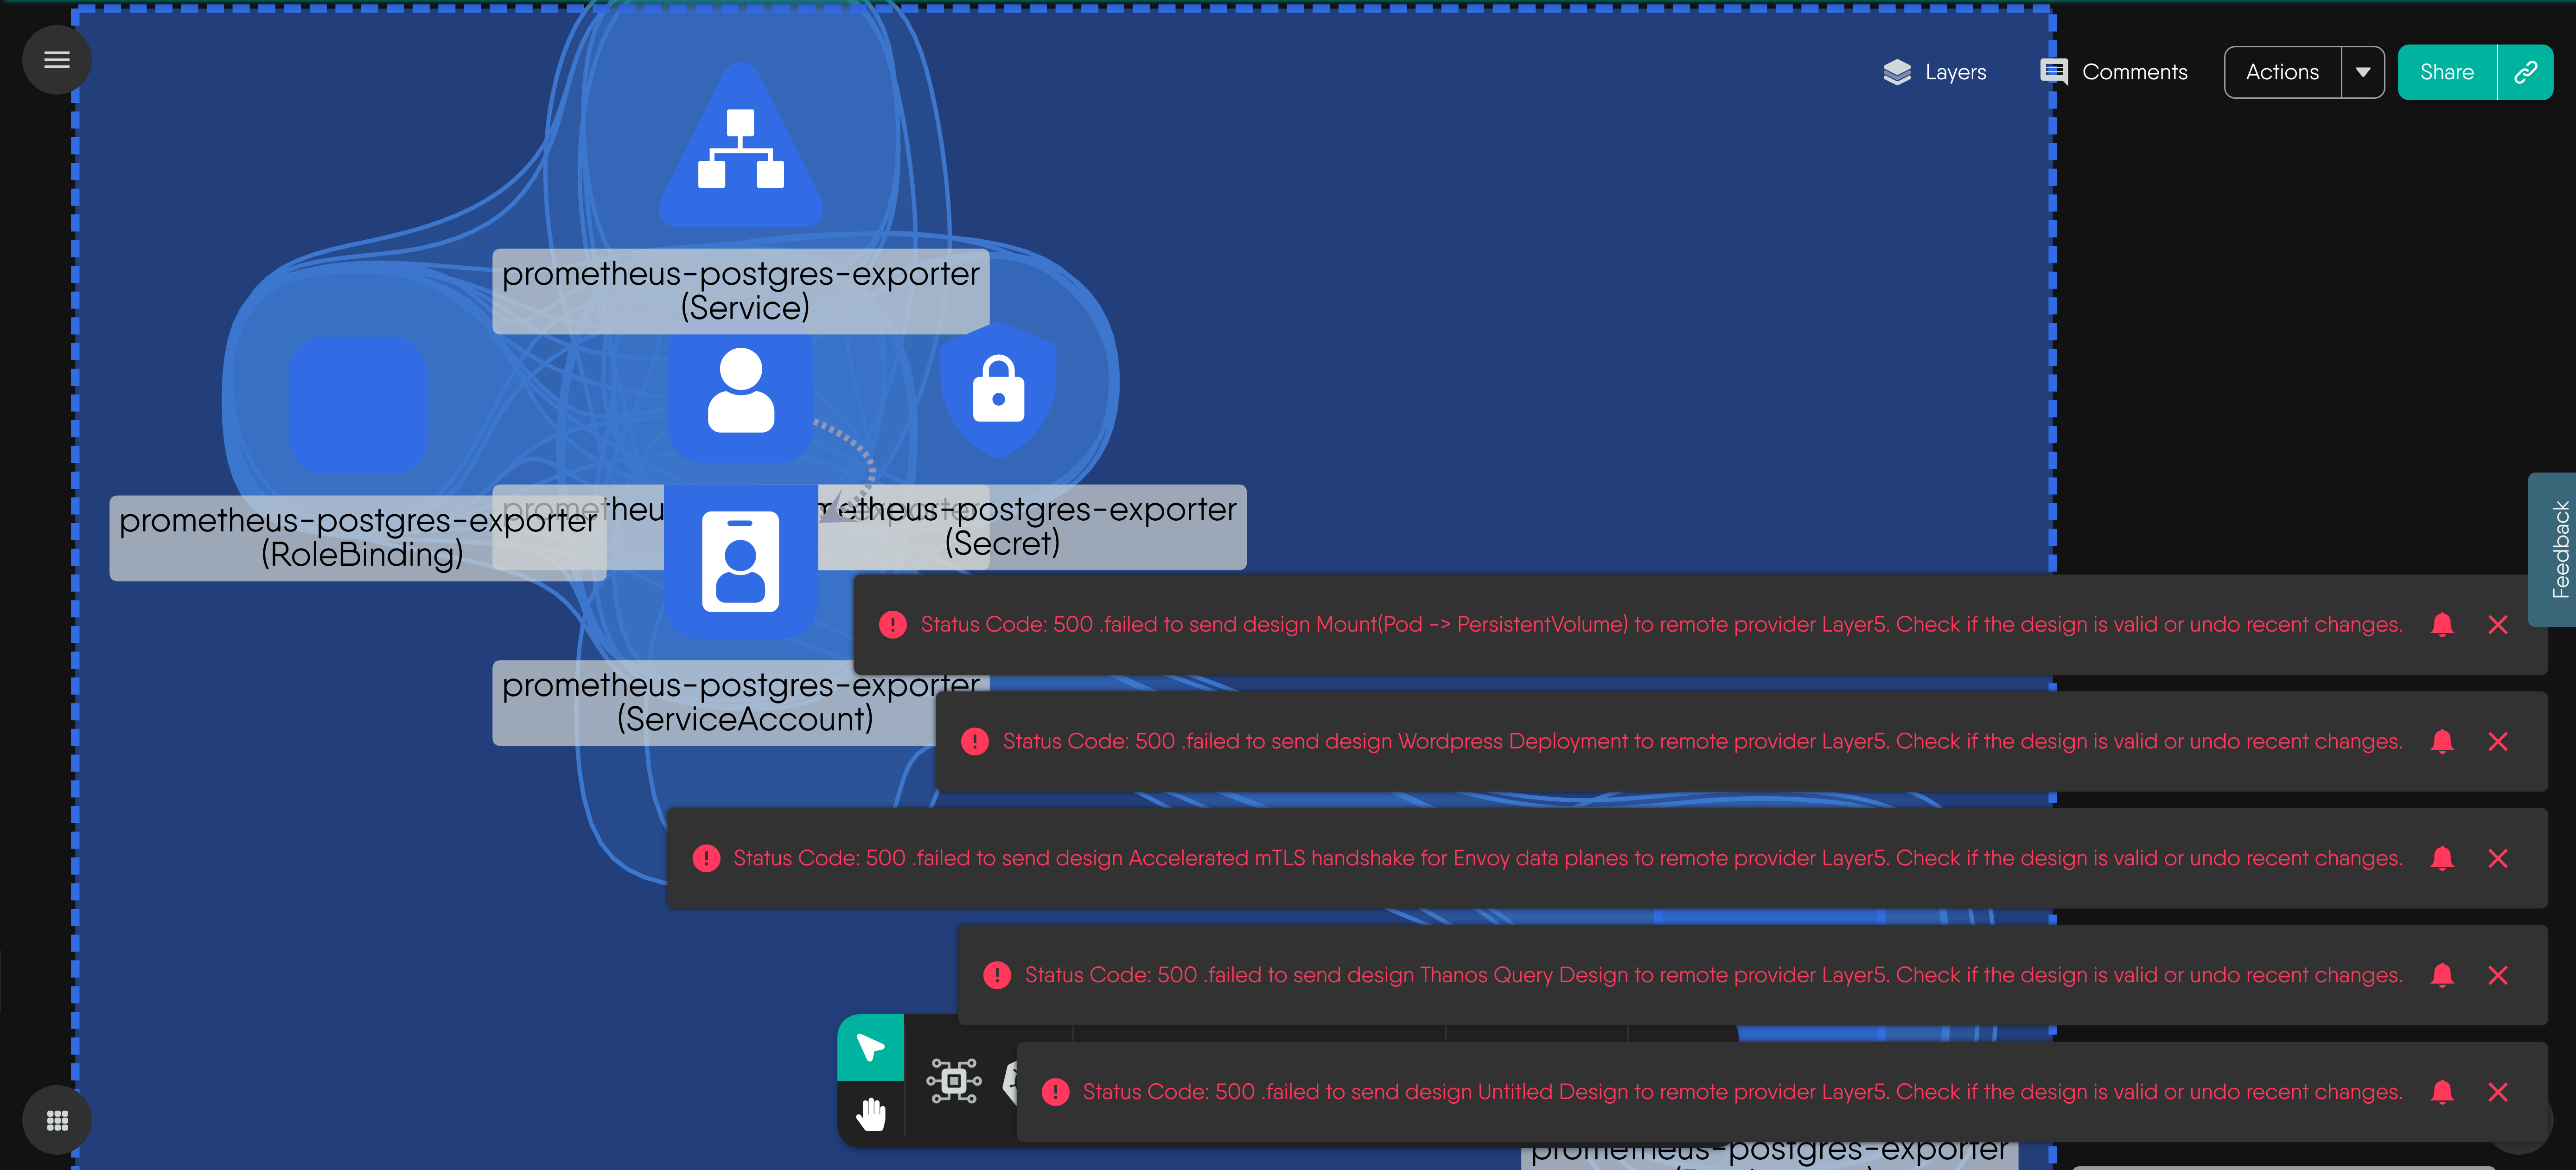 Layers
Comments
Actions
Share
prometheus-postgres-exporter
(Service)
prometheus-postgres-exporter
(RoleBinding)
prometheus-postgres-exporter
(Secret)
prometheus-postgres-exporter
(ServiceAccount)
Feedback
Status Code: 500 .failed to send design Mount(Pod -> PersistentVolume) to remote provider Layer5. Check if the design is valid or undo recent changes.
Status Code: 500 .failed to send design Wordpress Deployment to remote provider Layer5. Check if the design is valid or undo recent changes.
Status Code: 500 .failed to send design Accelerated mTLS handshake for Envoy data planes to remote provider Layer5. Check if the design is valid or undo recent changes.
Status Code: 500 .failed to send design Thanos Query Design to remote provider Layer5. Check if the design is valid or undo recent changes.
Status Code: 500 .failed to send design Untitled Design to remote provider Layer5. Check if the design is valid or undo recent changes.
prometheus-postgres-exporter